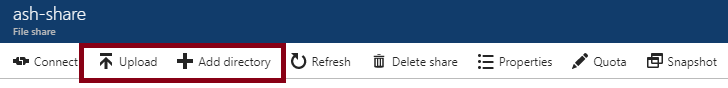 ash-share
File share
Connect Upload Add directory Refresh Delete share Properties Quota Snapshot